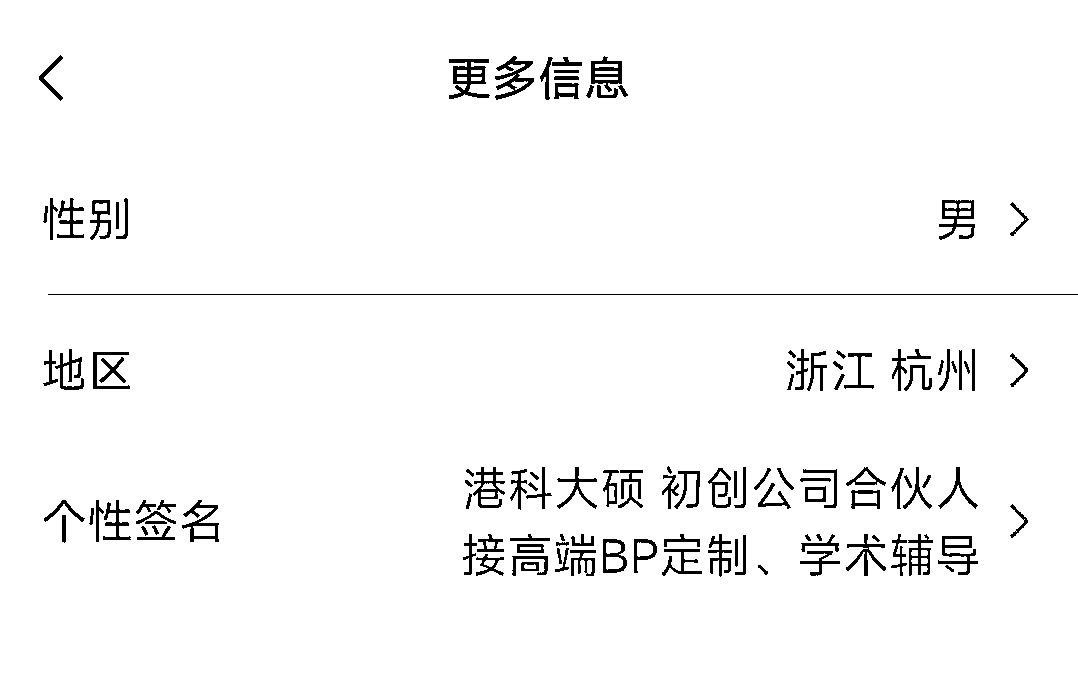 更多信息
性别 男
地区 浙江 杭州
个性签名 港科大硕 初创公司合伙人
接高端BP定制、学术辅导